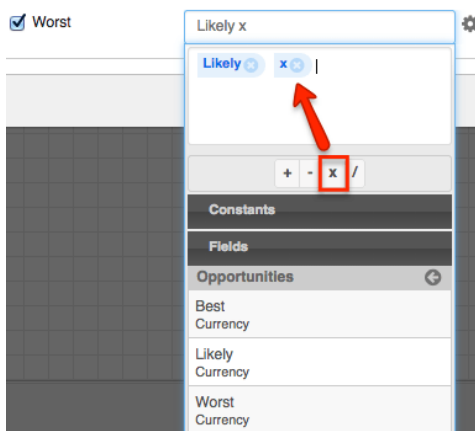 Worst
Likely x
Likely x
+ - x /
Constants
Fields
Opportunities
Best
Currency
Likely
Currency
Worst
Currency